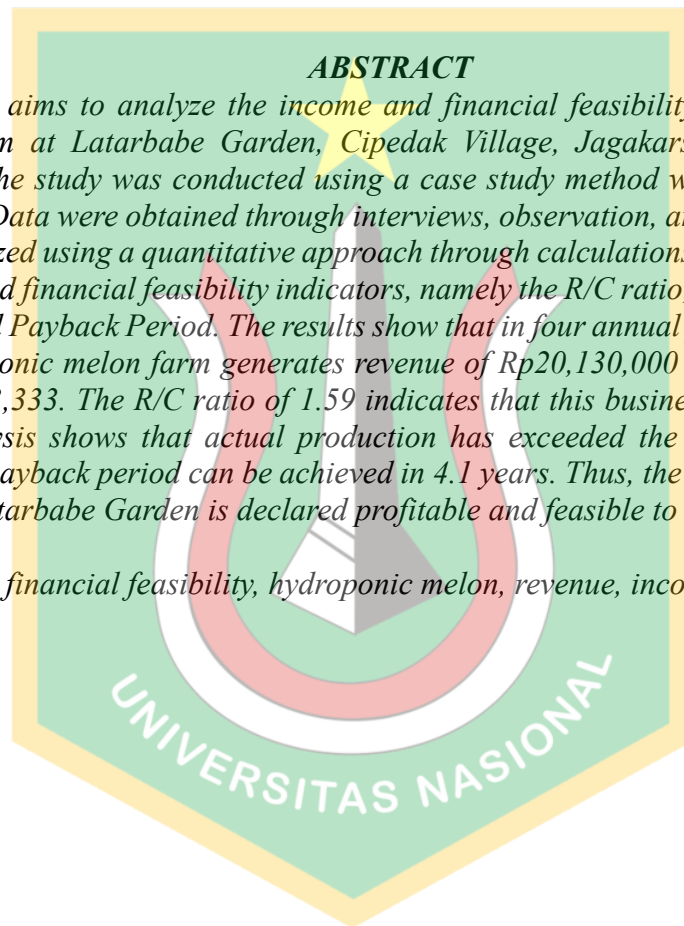 ABSTRACT
aims to analyze the income and financial feasibility
at Latarbabe Garden, Cipedak Village, Jagakars
he study was conducted using a case study method w
Data were obtained through interviews, observation, a
zed using a quantitative approach through calculations
d financial feasibility indicators, namely the R/C ratio,
Payback Period. The results show that in four annual
onic melon farm generates revenue of Rp20,130,000
,333. The R/C ratio of 1.59 indicates that this busine
ysis shows that actual production has exceeded the
ayback period can be achieved in 4.1 years. Thus, the
tarbabe Garden is declared profitable and feasible to
financial feasibility, hydroponic melon, revenue, inco
UNIVERSITAS NASIONAL